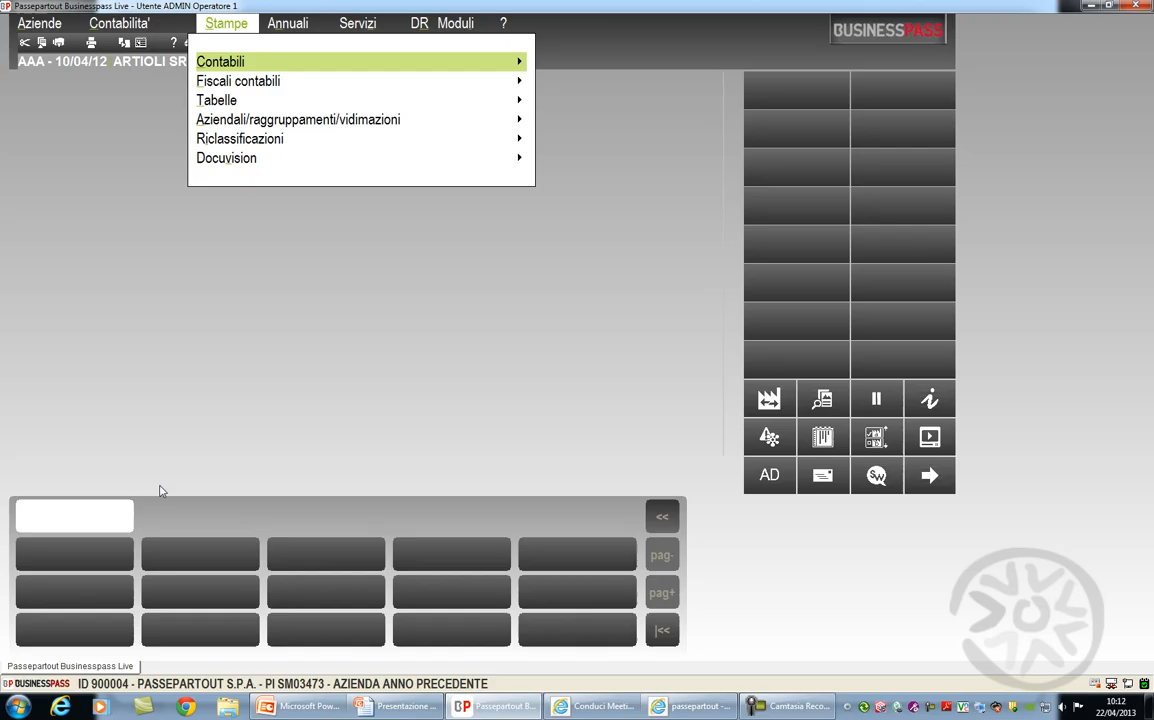 Passepartout Businesspass Live - Utente ADMIN Operatore 1
Aziende Contabilita' Stampe Annuali Servizi DR Moduli ?
BUSINESSPASS
?
AAA - 10/04/12 ARTIOLI SR
Contabili
Fiscali contabili
Tabelle
Aziendali/raggruppamenti/vidimazioni
Riclassificazioni
Docuvision
AD
SW
<<
pag-
pag+
|<<
Passepartout Businesspass Live
BUSINESSPASS ID 900004 - PASSEPARTOUT S.P.A. - PI SM03473 - AZIENDA ANNO PRECEDENTE
Microsoft Pow... Presentazione ... Passepartout B... Conduci Meeti... passepartout -... Camtasia Reco...
10:12
22/04/2013